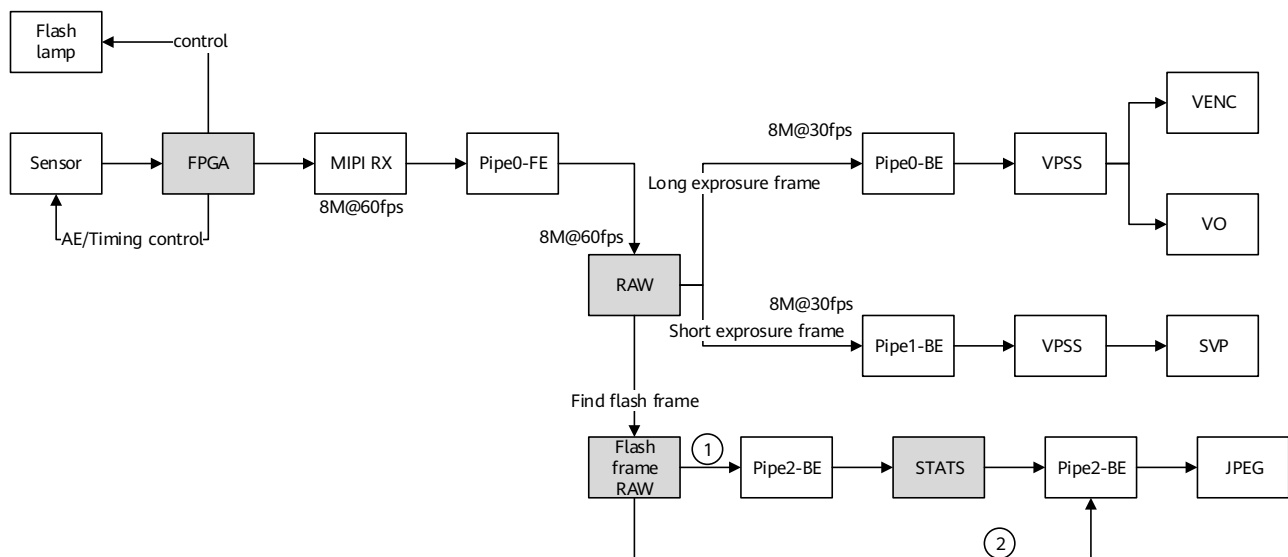 Flash
lamp
control
VENC
8M@30fps
Sensor
FPGA
MIPI RX
Pipe0-FE
Pipe0-BE
VPSS
Long exprosure frame
8M@60fps
AE/Timing control
8M@60fps
VO
RAW
8M@30fps
Short exprosure frame
Pipe1-BE
VPSS
SVP
Find flash frame
Flash
frame
RAW
1
Pipe2-BE
STATS
Pipe2-BE
JPEG
2